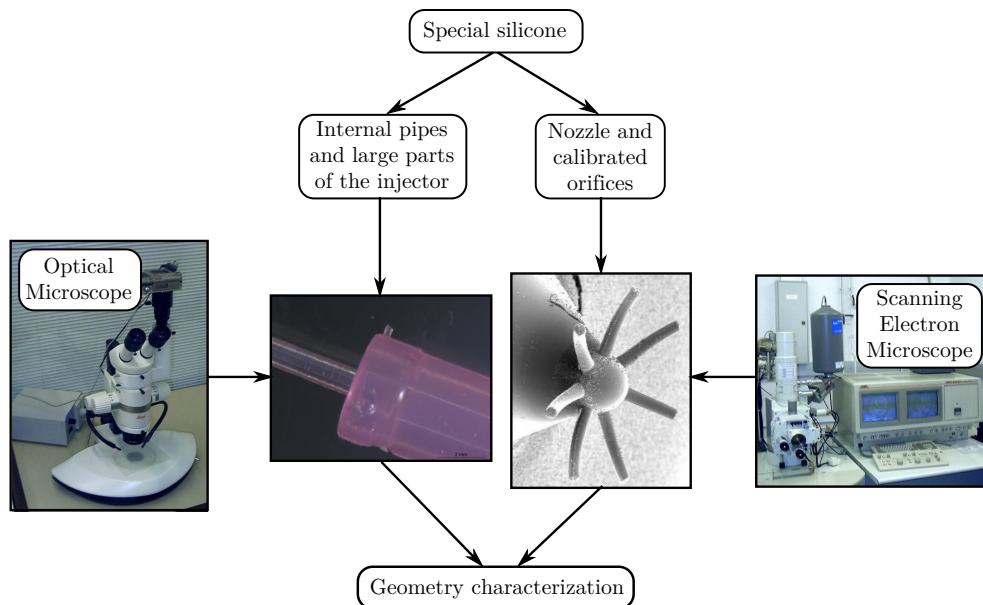 Special silicone
Internal pipes
and large parts
of the injector
Nozzle and
calibrated
orifices
Optical
Microscope
Scanning
Electron
Microscope
Geometry characterization